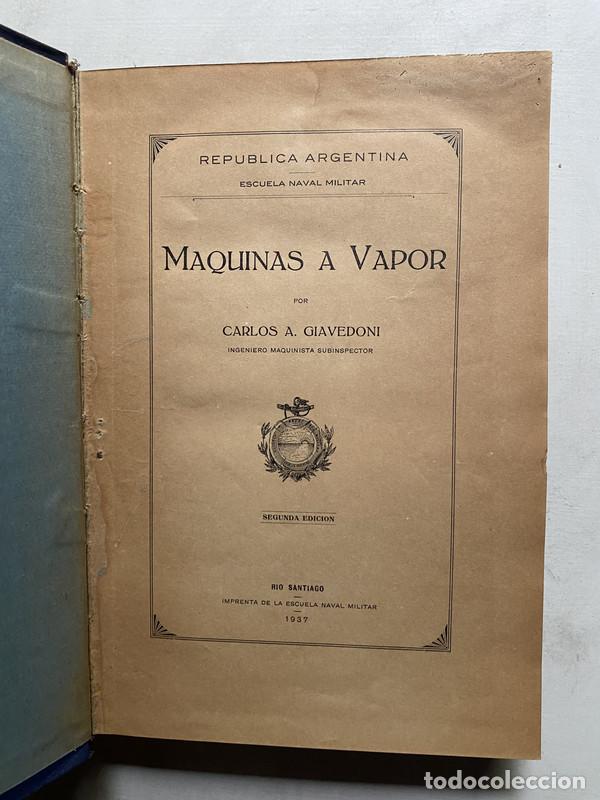 REPUBLICA ARGENTINA
ESCUELA NAVAL MILITAR
MAQUINAS A VAPOR
POR
CARLOS A. GIAVEDONI
INGENIERO MAQUINISTA SUBINSPECTOR
SEGUNDA EDICION
RIO SANTIAGO
IMPRENTA DE LA ESCUELA NAVAL MILITAR
1937
todocoleccion